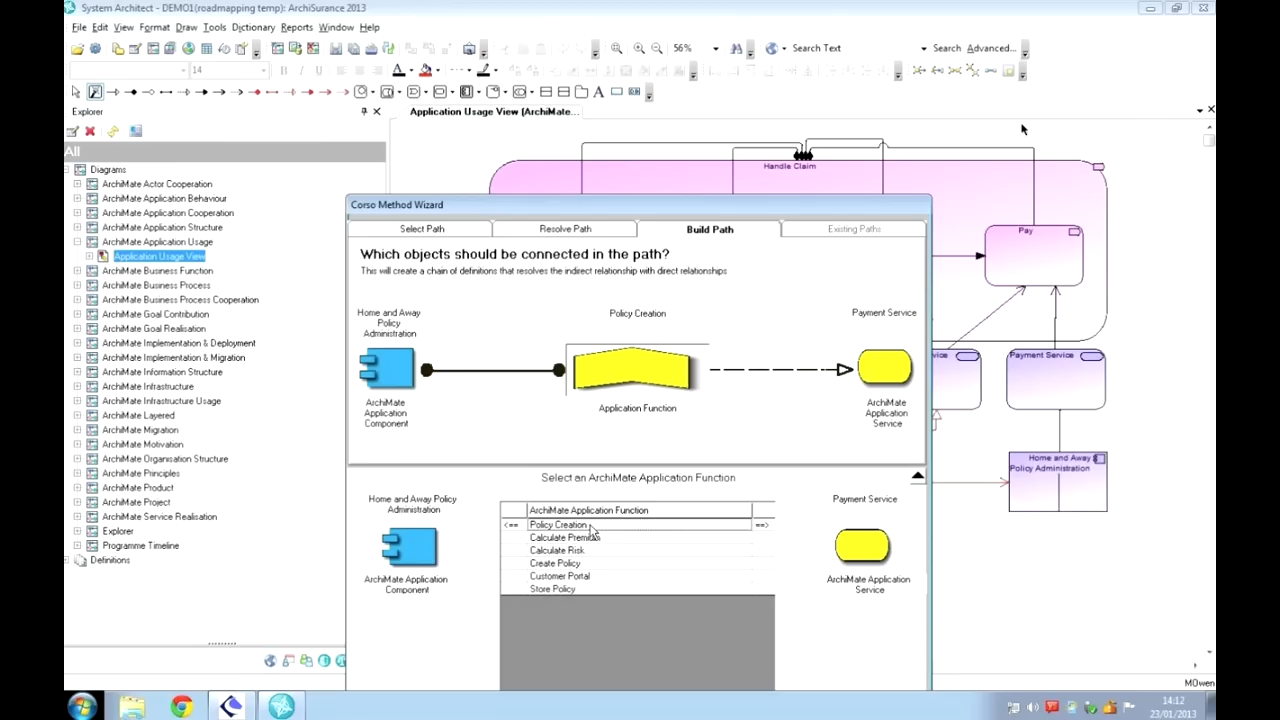 System Architect - DEMO1(roadmapping temp): ArchiSurance 2013
File Edit View Format Draw Tools Dictionary Reports Window Help
56% Search Text Search Advanced...
14
Explorer
Application Usage View (ArchiMate...
All
Diagrams
ArchiMate Actor Cooperation
ArchiMate Application Behaviour
ArchiMate Application Cooperation
ArchiMate Application Structure
ArchiMate Application Usage
Application Usage View
ArchiMate Business Function
ArchiMate Business Process
ArchiMate Business Process Cooperation
ArchiMate Goal Contribution
ArchiMate Goal Realisation
ArchiMate Implementation & Deployment
ArchiMate Implementation & Migration
ArchiMate Information Structure
ArchiMate Infrastructure
ArchiMate Infrastructure Usage
ArchiMate Layered
ArchiMate Migration
ArchiMate Motivation
ArchiMate Organisation Structure
ArchiMate Principles
ArchiMate Product
ArchiMate Project
ArchiMate Service Realisation
Explorer
Programme Timeline
Definitions
Handle Claim
Pay
Payment Service
Home and Away
Policy Administration
Corso Method Wizard
Select Path Resolve Path Build Path Existing Paths
Which objects should be connected in the path?
This will create a chain of definitions that resolves the indirect relationship with direct relationships
Home and Away
Policy
Administration
Policy Creation
Payment Service
ArchiMate
Application
Component
Application Function
ArchiMate
Application
Service
Select an ArchiMate Application Function
Home and Away Policy
Administration
ArchiMate Application
Component
ArchiMate Application Function
<== Policy Creation ==>
Calculate Premium
Calculate Risk
Create Policy
Customer Portal
Store Policy
Payment Service
ArchiMate Application
Service
MOwen
14:12
23/01/2013